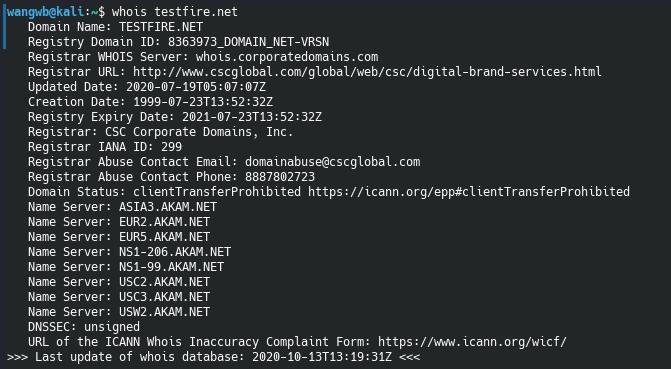 wangwb@kali:~$ whois testfire.net
Domain Name: TESTFIRE.NET
Registry Domain ID: 8363973_DOMAIN_NET-VRSN
Registrar WHOIS Server: whois.corporatedomains.com
Registrar URL: http://www.cscglobal.com/global/web/csc/digital-brand-services.html
Updated Date: 2020-07-19T05:07:07Z
Creation Date: 1999-07-23T13:52:32Z
Registry Expiry Date: 2021-07-23T13:52:32Z
Registrar: CSC Corporate Domains, Inc.
Registrar IANA ID: 299
Registrar Abuse Contact Email: domainabuse@cscglobal.com
Registrar Abuse Contact Phone: 8887802723
Domain Status: clientTransferProhibited https://icann.org/epp#clientTransferProhibited
Name Server: ASIA3.AKAM.NET
Name Server: EUR2.AKAM.NET
Name Server: EUR5.AKAM.NET
Name Server: NS1-206.AKAM.NET
Name Server: NS1-99.AKAM.NET
Name Server: USC2.AKAM.NET
Name Server: USC3.AKAM.NET
Name Server: USW2.AKAM.NET
DNSSEC: unsigned
URL of the ICANN Whois Inaccuracy Complaint Form: https://www.icann.org/wicf/
>>> Last update of whois database: 2020-10-13T13:19:31Z <<<